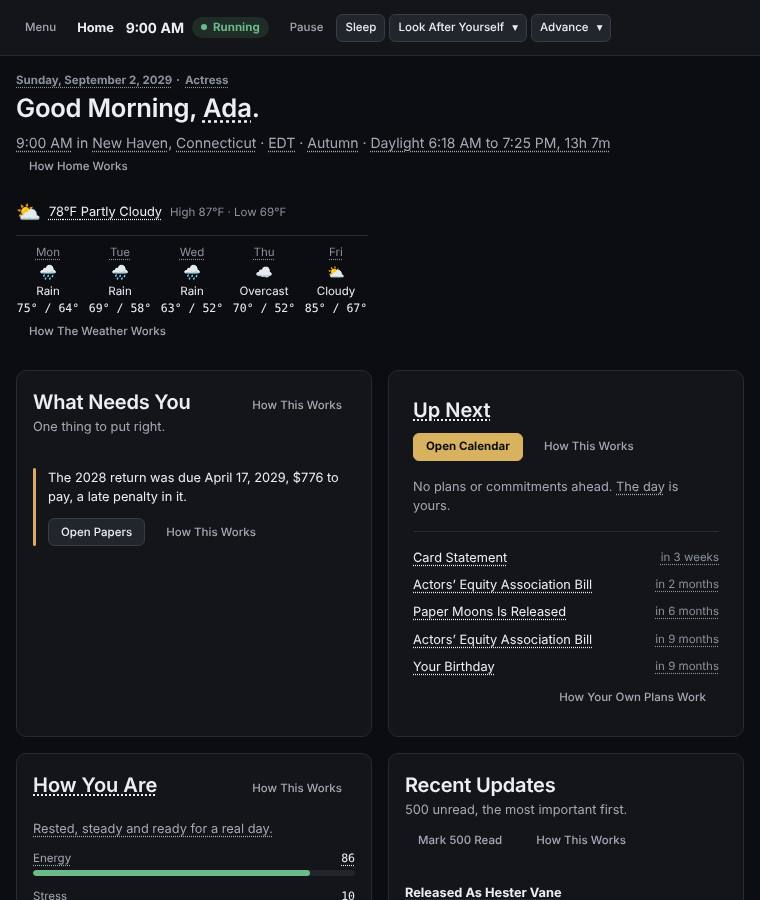 Menu Home 9:00 AM Running Pause Sleep Look After Yourself ▾ Advance ▾
Sunday, September 2, 2029 · Actress
Good Morning, Ada.
9:00 AM in New Haven, Connecticut · EDT · Autumn · Daylight 6:18 AM to 7:25 PM, 13h 7m
How Home Works
78°F Partly Cloudy High 87°F · Low 69°F
Mon Tue Wed Thu Fri
Rain Rain Rain Overcast Cloudy
75° / 64° 69° / 58° 63° / 52° 70° / 52° 85° / 67°
How The Weather Works
What Needs You How This Works
One thing to put right.
The 2028 return was due April 17, 2029, $776 to
pay, a late penalty in it.
Open Papers How This Works
Up Next
Open Calendar How This Works
No plans or commitments ahead. The day is
yours.
Card Statement in 3 weeks
Actors’ Equity Association Bill in 2 months
Paper Moons Is Released in 6 months
Actors’ Equity Association Bill in 9 months
Your Birthday in 9 months
How Your Own Plans Work
How You Are How This Works
Rested, steady and ready for a real day.
Energy 86
Stress 10
Recent Updates
500 unread, the most important first.
Mark 500 Read How This Works
Released As Hester Vane